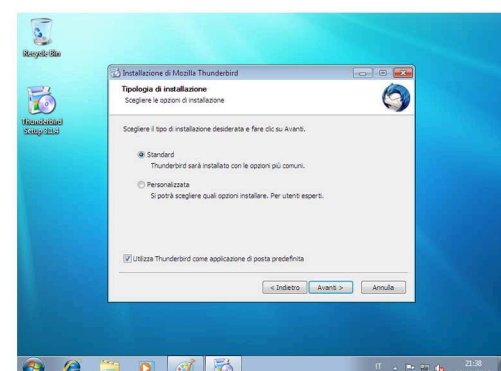 Recycle Bin
Installazione di Mozilla Thunderbird
Tipologia di installazione
Scegliere le opzioni di installazione
Thunderbird
Setup 3.1.4
Scegliere il tipo di installazione desiderata e fare clic su Avanti.
Standard
Thunderbird sarà installato con le opzioni più comuni.
Personalizzata
Si potrà scegliere quali opzioni installare. Per utenti esperti.
Utilizza Thunderbird come applicazione di posta predefinita
< Indietro
Avanti >
Annulla
IT
21:38